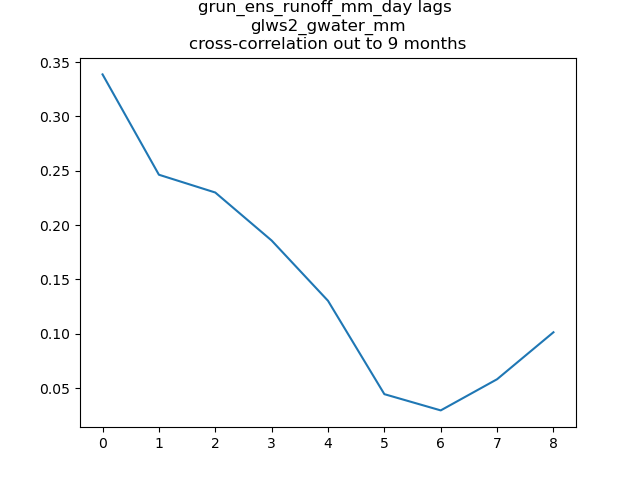 grun_ens_runoff_mm_day lags
glws2_gwater_mm
cross-correlation out to 9 months
0.35
0.30
0.25
0.20
0.15
0.10
0.05
0 1 2 3 4 5 6 7 8